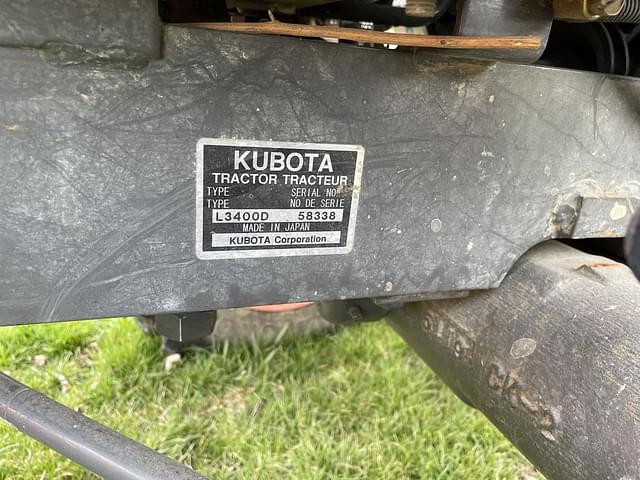 KUBOTA
TRACTOR TRACTEUR
TYPE SERIAL NO.
TYPE NO DE SERIE
L3400D 58338
MADE IN JAPAN
KUBOTA Corporation